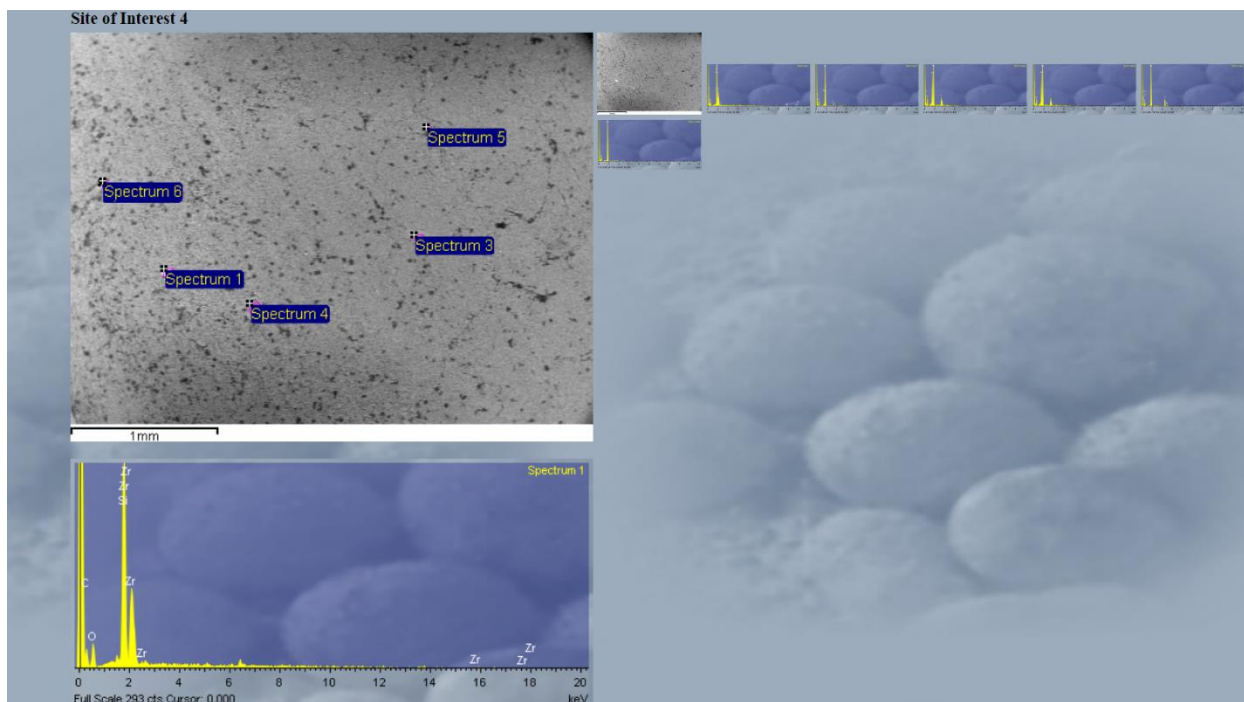 Site of Interest 4
Spectrum 5
Spectrum 6
Spectrum 3
Spectrum 1
Spectrum 4
1mm
Spectrum 1
Zr
Zr
Si
C
Zr
O
Zr
Zr
Zr
Zr
0 2 4 6 8 10 12 14 16 18 20
Full Scale 293 cts Cursor: 0.000 keV